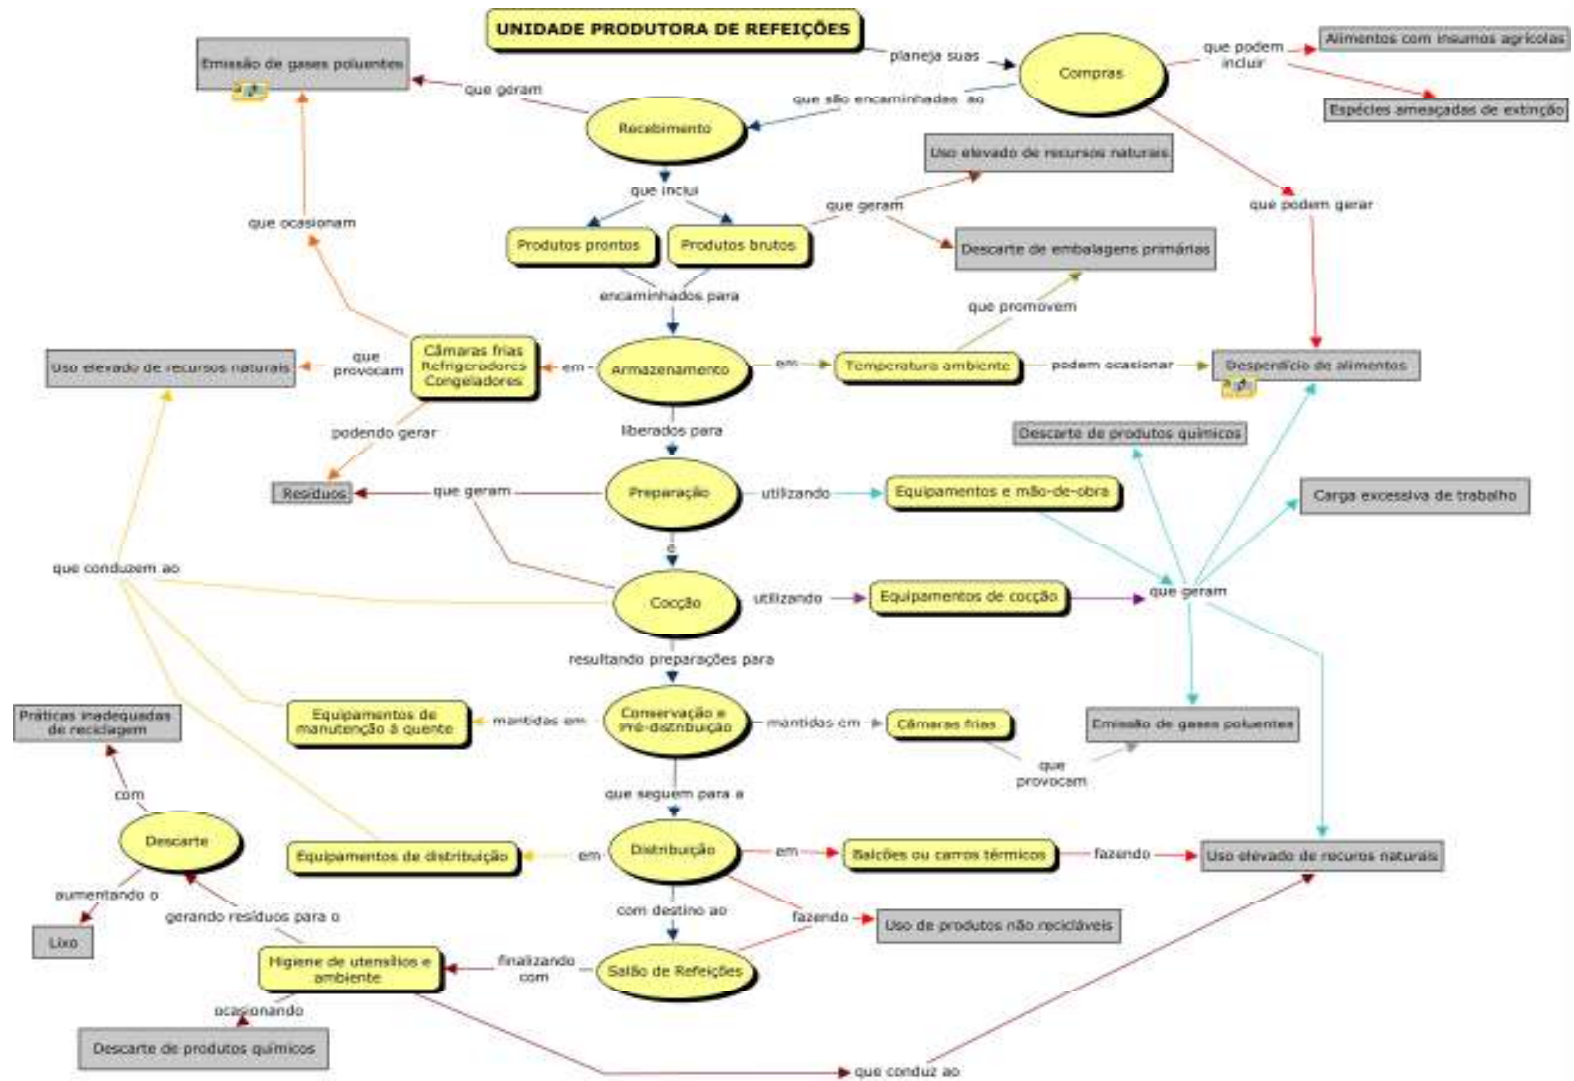 UNIDADE PRODUTORA DE REFEIÇÕES
planeja suas
Compras
que podem
incluir
Alimentos com insumos agrícolas
Espécies ameaçadas de extinção
Emissão de gases poluentes
que geram
que são encaminhadas ao
Recebimento
Uso elevado de recursos naturais
que inclui
que geram
que podem gerar
que ocasionam
Produtos prontos
Produtos brutos
Descarte de embalagens primárias
encaminhados para
que promovem
Uso elevado de recursos naturais
que
provocam
Câmaras frias
Refrigeradores
Congeladores
em
Armazenamento
em
Temperatura ambiente
podem ocasionar
Desperdício de alimentos
podendo gerar
liberados para
Descarte de produtos químicos
Resíduos
que geram
Preparação
utilizando
Equipamentos e mão-de-obra
Carga excessiva de trabalho
e
que conduzem ao
Cocção
utilizando
Equipamentos de cocção
que geram
resultando preparações para
Práticas inadequadas
de reciclagem
Equipamentos de
manutenção à quente
mantidas em
Conservação e
Pré-distribuição
mantidas em
Câmaras frias
Emissão de gases poluentes
que
provocam
com
que seguem para a
Descarte
Equipamentos de distribuição
em
Distribuição
em
Balcões ou carros térmicos
fazendo
Uso elevado de recuros naturais
aumentando o
gerando resíduos para o
com destino ao
fazendo
Uso de produtos não recicláveis
Lixo
Higiene de utensílios e
ambiente
finalizando
com
Salão de Refeições
ocasionando
Descarte de produtos químicos
que conduz ao